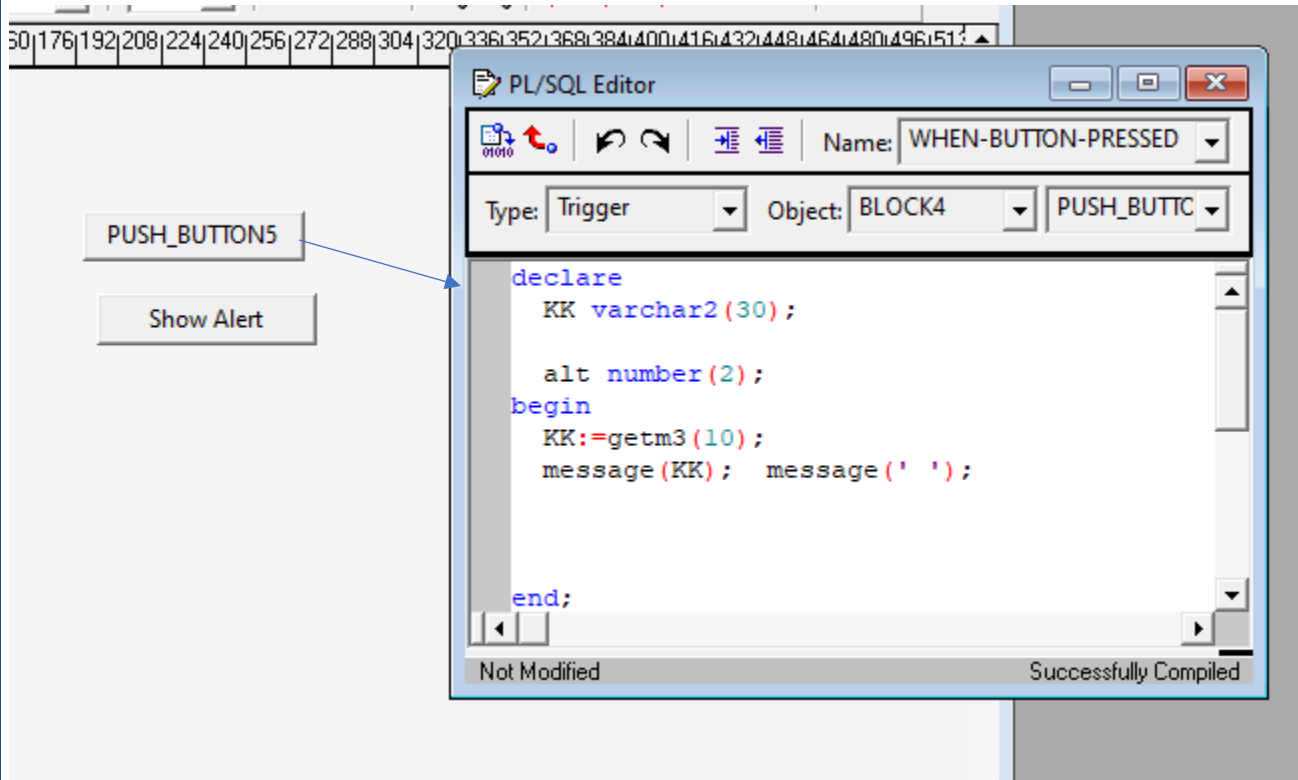 60|176|192|208|224|240|256|272|288|304|320|336|352|368|384|400|416|432|448|464|480|496|512
PL/SQL Editor
Name: WHEN-BUTTON-PRESSED
Type: Trigger Object: BLOCK4 PUSH_BUTTC
PUSH_BUTTON5
Show Alert
declare
KK varchar2(30);
alt number(2);
begin
KK:=getm3(10);
message(KK); message(' ');
end;
Not Modified Successfully Compiled